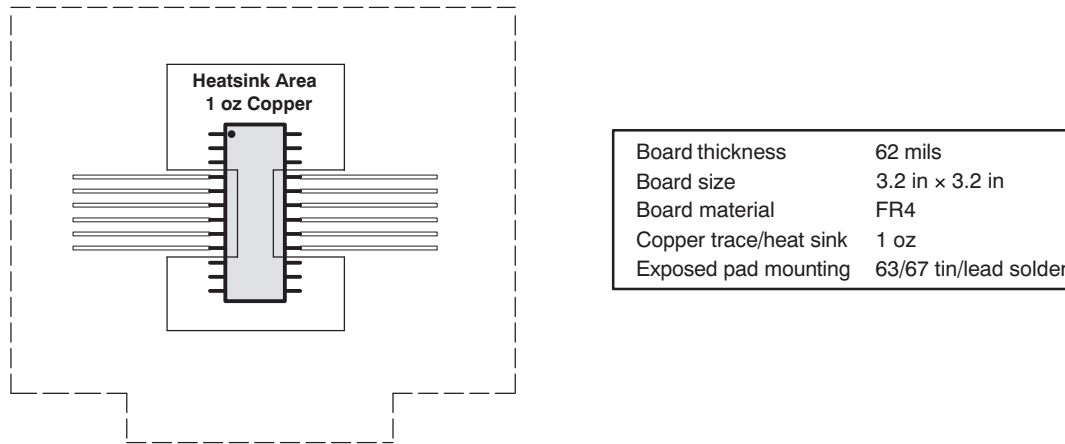 Heatsink Area
1 oz Copper
Board thickness 62 mils
Board size 3.2 in × 3.2 in
Board material FR4
Copper trace/heat sink 1 oz
Exposed pad mounting 63/67 tin/lead solder